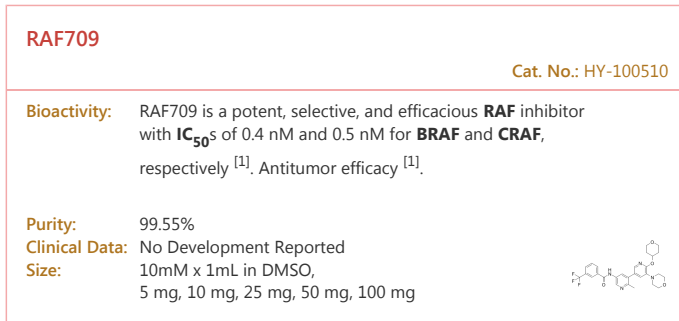 RAF709
Cat. No.: HY-100510
Bioactivity: RAF709 is a potent, selective, and efficacious RAF inhibitor
with IC50s of 0.4 nM and 0.5 nM for BRAF and CRAF,
respectively [1]. Antitumor efficacy [1].
Purity: 99.55%
Clinical Data: No Development Reported
Size: 10mM x 1mL in DMSO,
5 mg, 10 mg, 25 mg, 50 mg, 100 mg